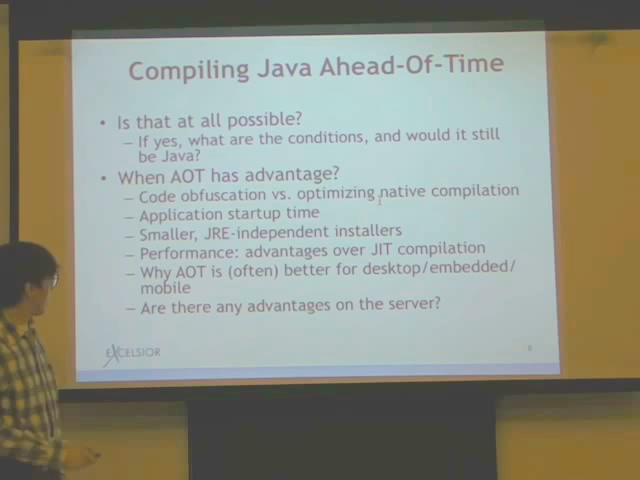 Compiling Java Ahead-Of-Time
• Is that at all possible?
– If yes, what are the conditions, and would it still
be Java?
• When AOT has advantage?
– Code obfuscation vs. optimizing native compilation
– Application startup time
– Smaller, JRE-independent installers
– Performance: advantages over JIT compilation
– Why AOT is (often) better for desktop/embedded/
mobile
– Are there any advantages on the server?
EXCELSIOR